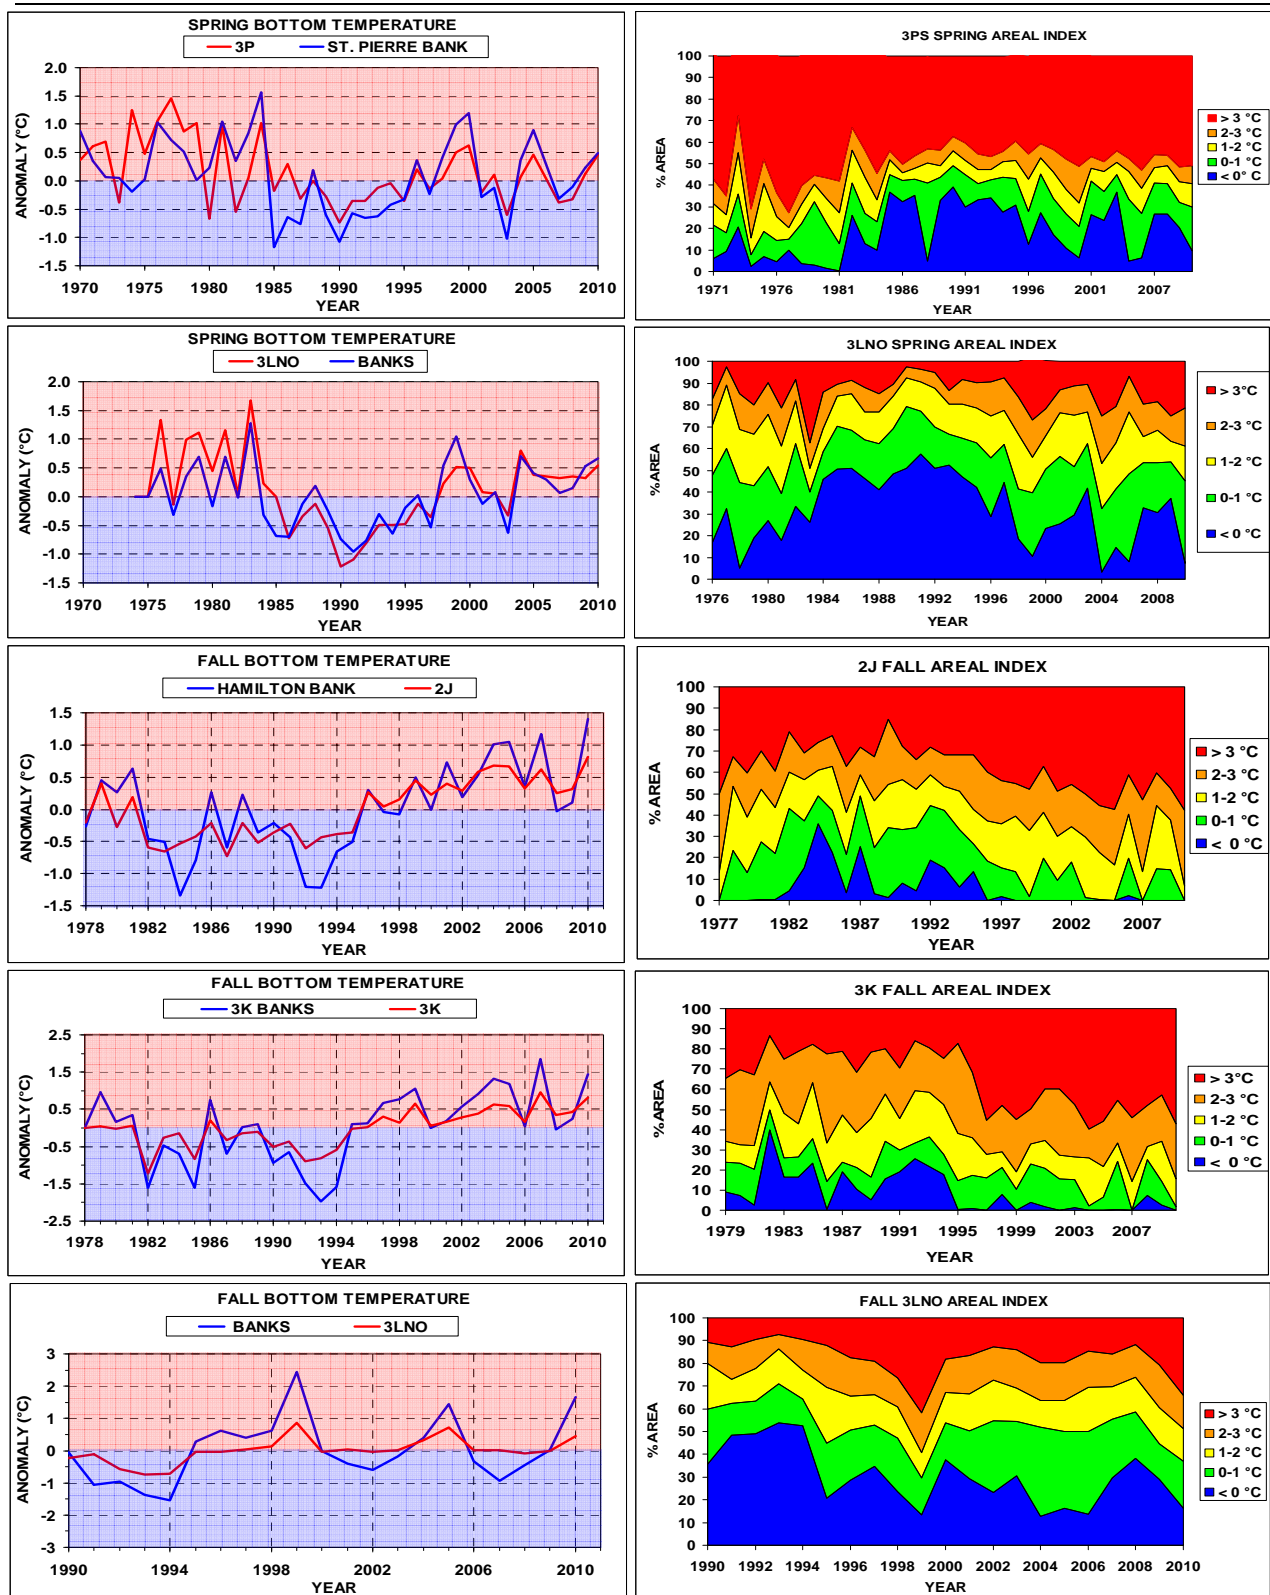 SPRING BOTTOM TEMPERATURE
3P ST. PIERRE BANK
ANOMALY (°C)
2.0
1.5
1.0
0.5
0.0
-0.5
-1.0
-1.5
1970 1975 1980 1985 1990 1995 2000 2005 2010
YEAR
3PS SPRING AREAL INDEX
% AREA
100
90
80
70
60
50
40
30
20
10
0
1971 1976 1981 1986 1991 1996 2001 2007
YEAR
> 3 °C
2-3 °C
1-2 °C
0-1 °C
< 0° C
SPRING BOTTOM TEMPERATURE
3LNO BANKS
ANOMALY (°C)
2.0
1.5
1.0
0.5
0.0
-0.5
-1.0
-1.5
1970 1975 1980 1985 1990 1995 2000 2005 2010
YEAR
3LNO SPRING AREAL INDEX
% AREA
100
90
80
70
60
50
40
30
20
10
0
1976 1980 1984 1988 1992 1996 2000 2004 2008
YEAR
> 3°C
2-3 °C
1-2 °C
0-1 °C
< 0 °C
FALL BOTTOM TEMPERATURE
HAMILTON BANK 2J
ANOMALY (°C)
1.5
1.0
0.5
0.0
-0.5
-1.0
-1.5
1978 1982 1986 1990 1994 1998 2002 2006 2010
YEAR
2J FALL AREAL INDEX
% AREA
100
90
80
70
60
50
40
30
20
10
0
1977 1982 1987 1992 1997 2002 2007
YEAR
> 3 °C
2-3 °C
1-2 °C
0-1 °C
< 0 °C
FALL BOTTOM TEMPERATURE
3K BANKS 3K
ANOMALY (°C)
2.5
1.5
0.5
-0.5
-1.5
-2.5
1978 1982 1986 1990 1994 1998 2002 2006 2010
YEAR
3K FALL AREAL INDEX
% AREA
100
90
80
70
60
50
40
30
20
10
0
1979 1983 1987 1991 1995 1999 2003 2007
YEAR
> 3°C
2-3 °C
1-2 °C
0-1 °C
< 0 °C
FALL BOTTOM TEMPERATURE
BANKS 3LNO
ANOMALY (°C)
3
2
1
0
-1
-2
-3
1990 1994 1998 2002 2006 2010
YEAR
FALL 3LNO AREAL INDEX
% AREA
100
90
80
70
60
50
40
30
20
10
0
1990 1992 1994 1996 1998 2000 2002 2004 2006 2008 2010
YEAR
> 3 °C
2-3 °C
1-2 °C
0-1 °C
< 0 °C